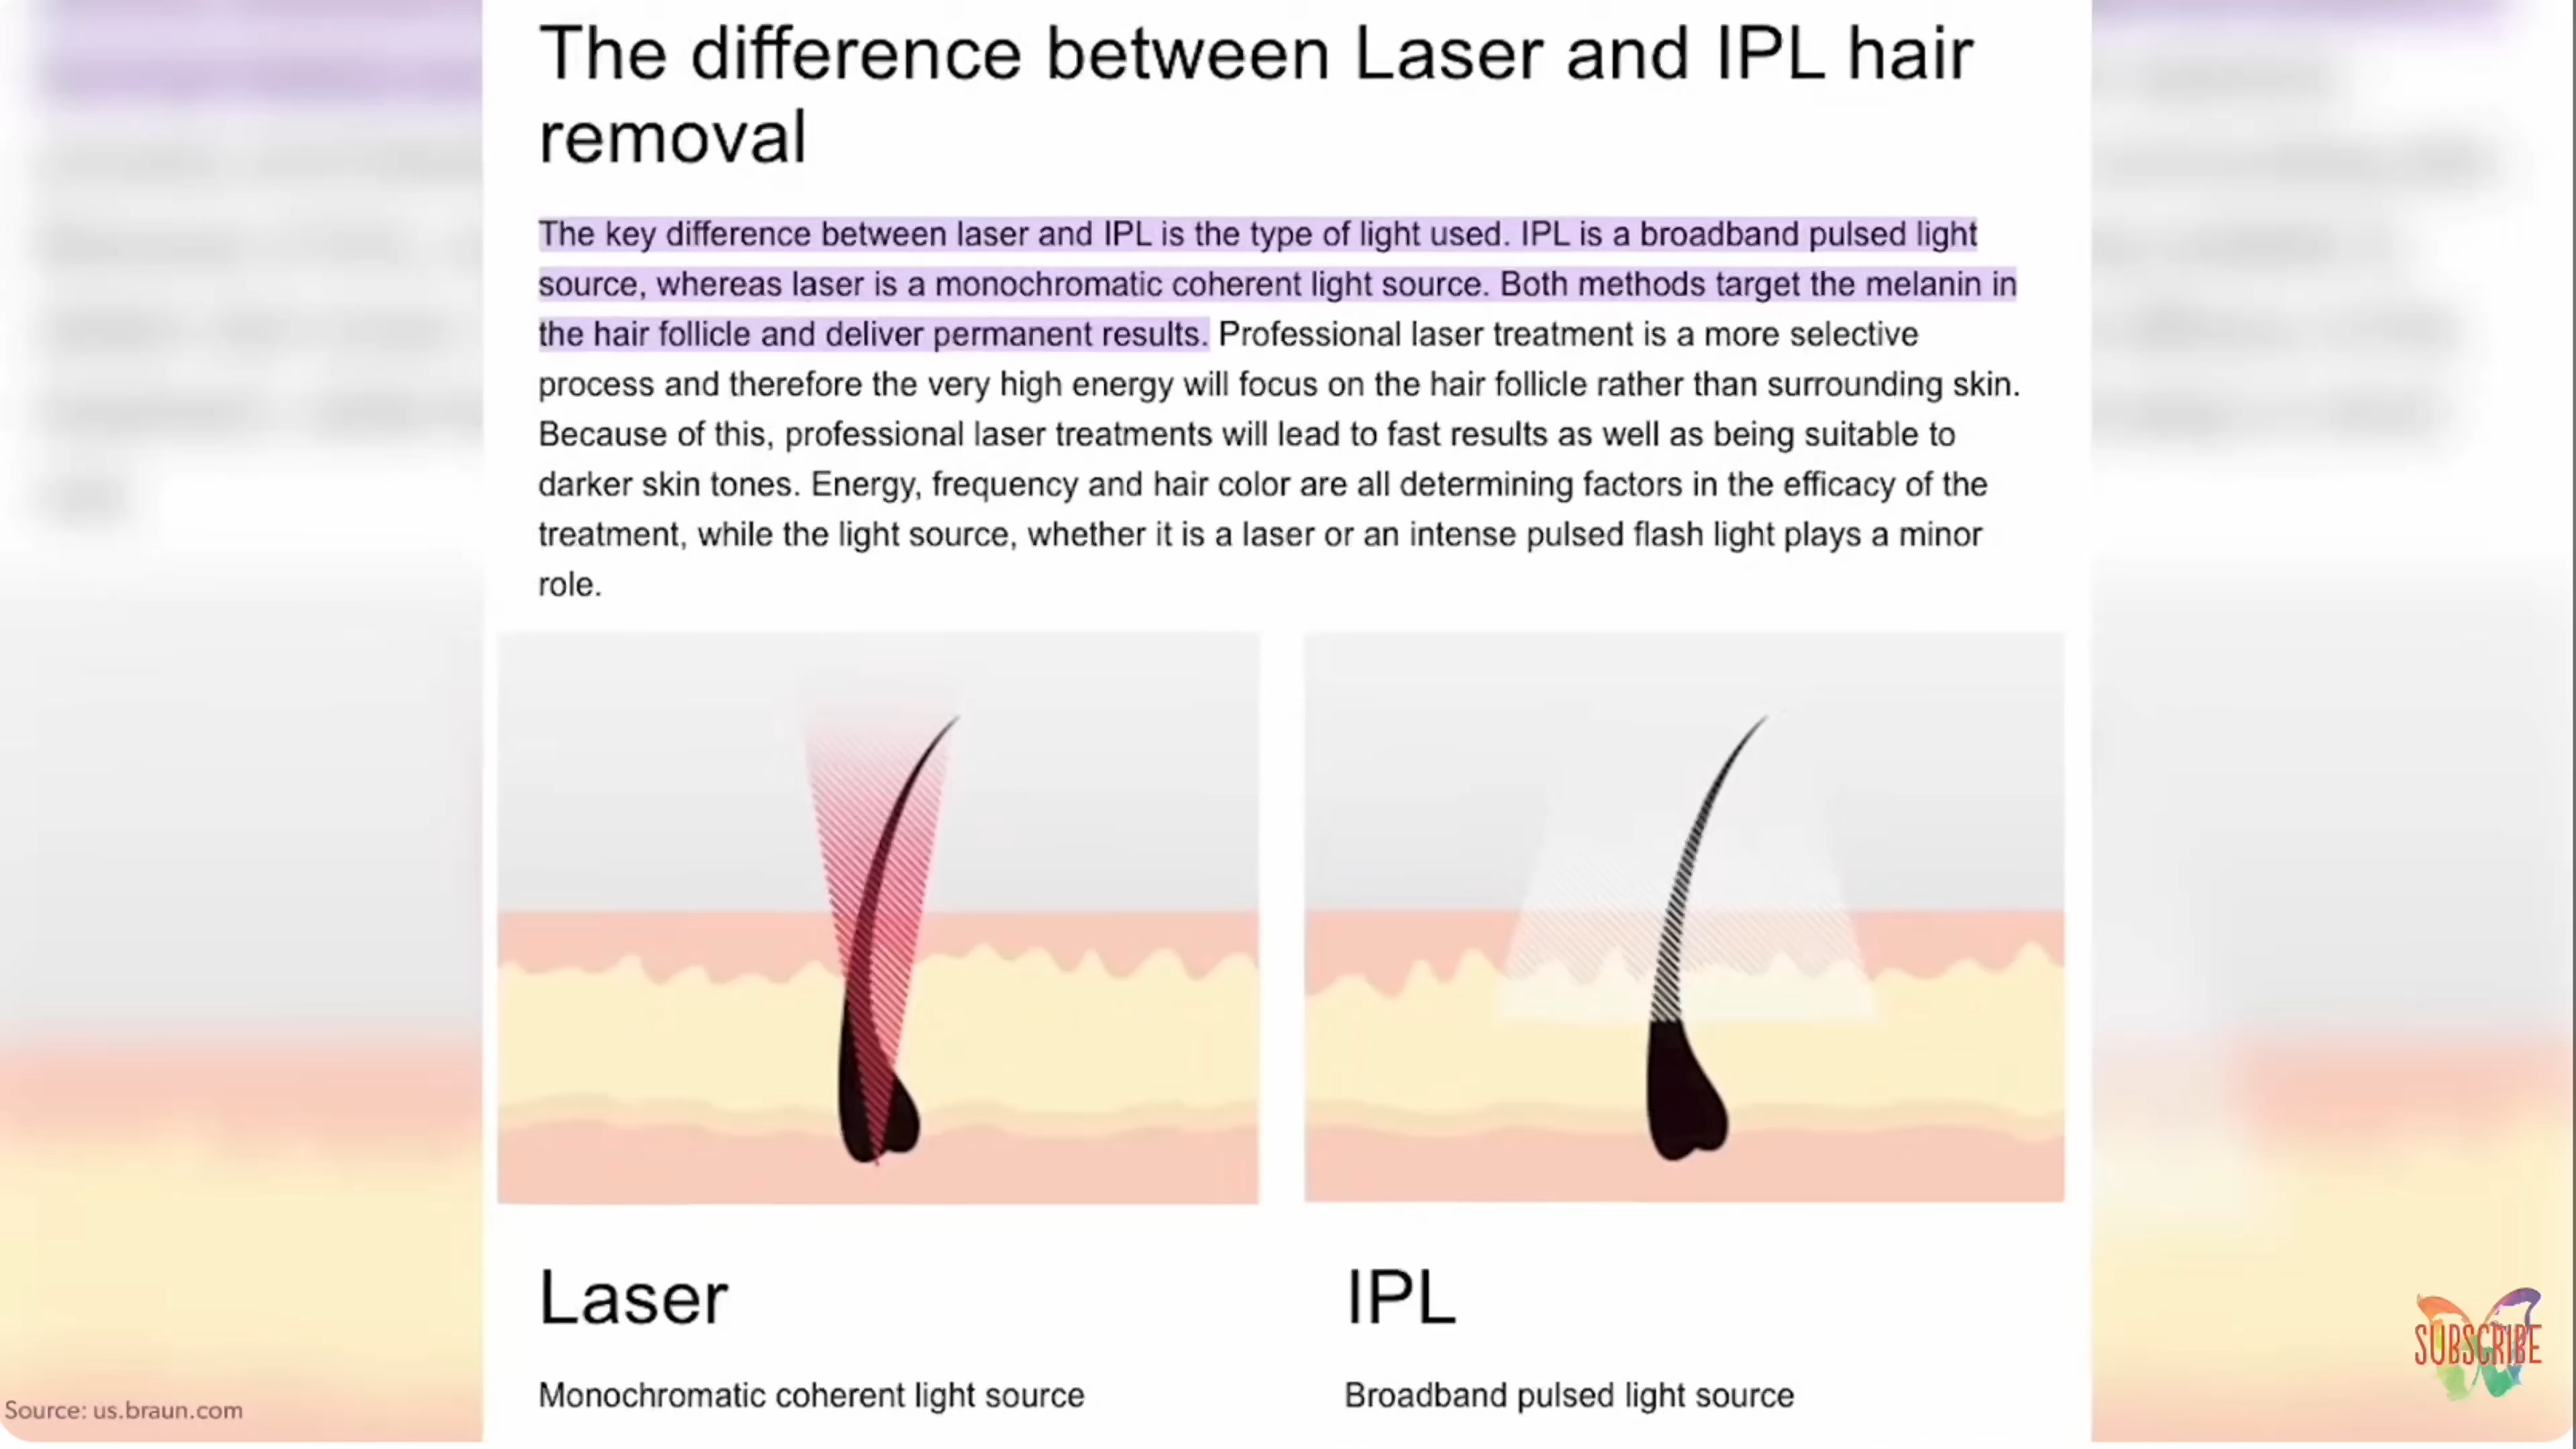 The difference between Laser and IPL hair
removal
The key difference between laser and IPL is the type of light used. IPL is a broadband pulsed light
source, whereas laser is a monochromatic coherent light source. Both methods target the melanin in
the hair follicle and deliver permanent results. Professional laser treatment is a more selective
process and therefore the very high energy will focus on the hair follicle rather than surrounding skin.
Because of this, professional laser treatments will lead to fast results as well as being suitable to
darker skin tones. Energy, frequency and hair color are all determining factors in the efficacy of the
treatment, while the light source, whether it is a laser or an intense pulsed flash light plays a minor
role.
Laser
IPL
Monochromatic coherent light source
Broadband pulsed light source
SUBSCRIBE
Source: us.braun.com